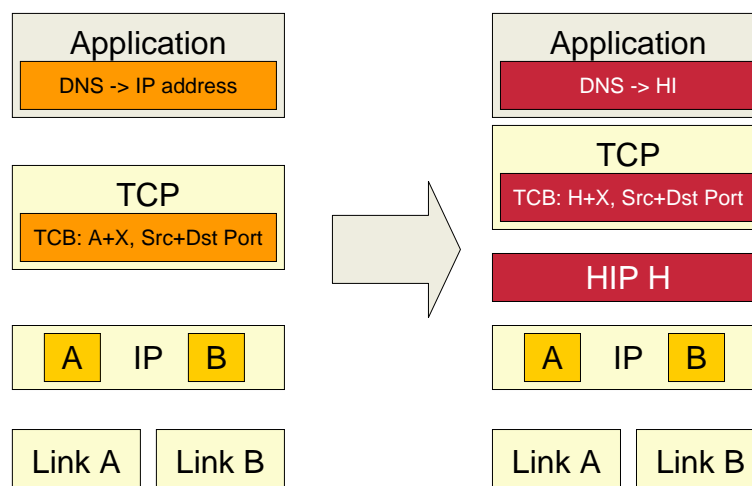 Application
DNS -> IP address
TCP
TCB: A+X, Src+Dst Port
A IP B
Link A Link B
Application
DNS -> HI
TCP
TCB: H+X, Src+Dst Port
HIP H
A IP B
Link A Link B